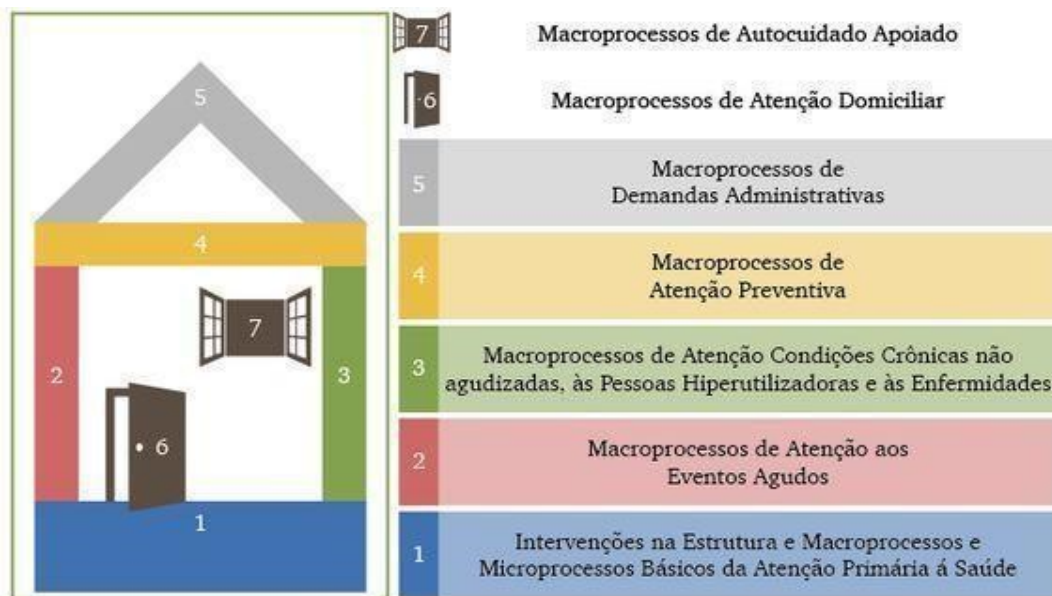 5
4
7
2
3
6
1
7
Macroprocessos de Autocuidado Apoiado
6
Macroprocessos de Atenção Domiciliar
5
Macroprocessos de
Demandas Administrativas
4
Macroprocessos de
Atenção Preventiva
3
Macroprocessos de Atenção Condições Crônicas não
agudizadas, às Pessoas Hiperutilizadoras e às Enfermidades
2
Macroprocessos de Atenção aos
Eventos Agudos
1
Intervenções na Estrutura e Macroprocessos e
Microprocessos Básicos da Atenção Primária á Saúde